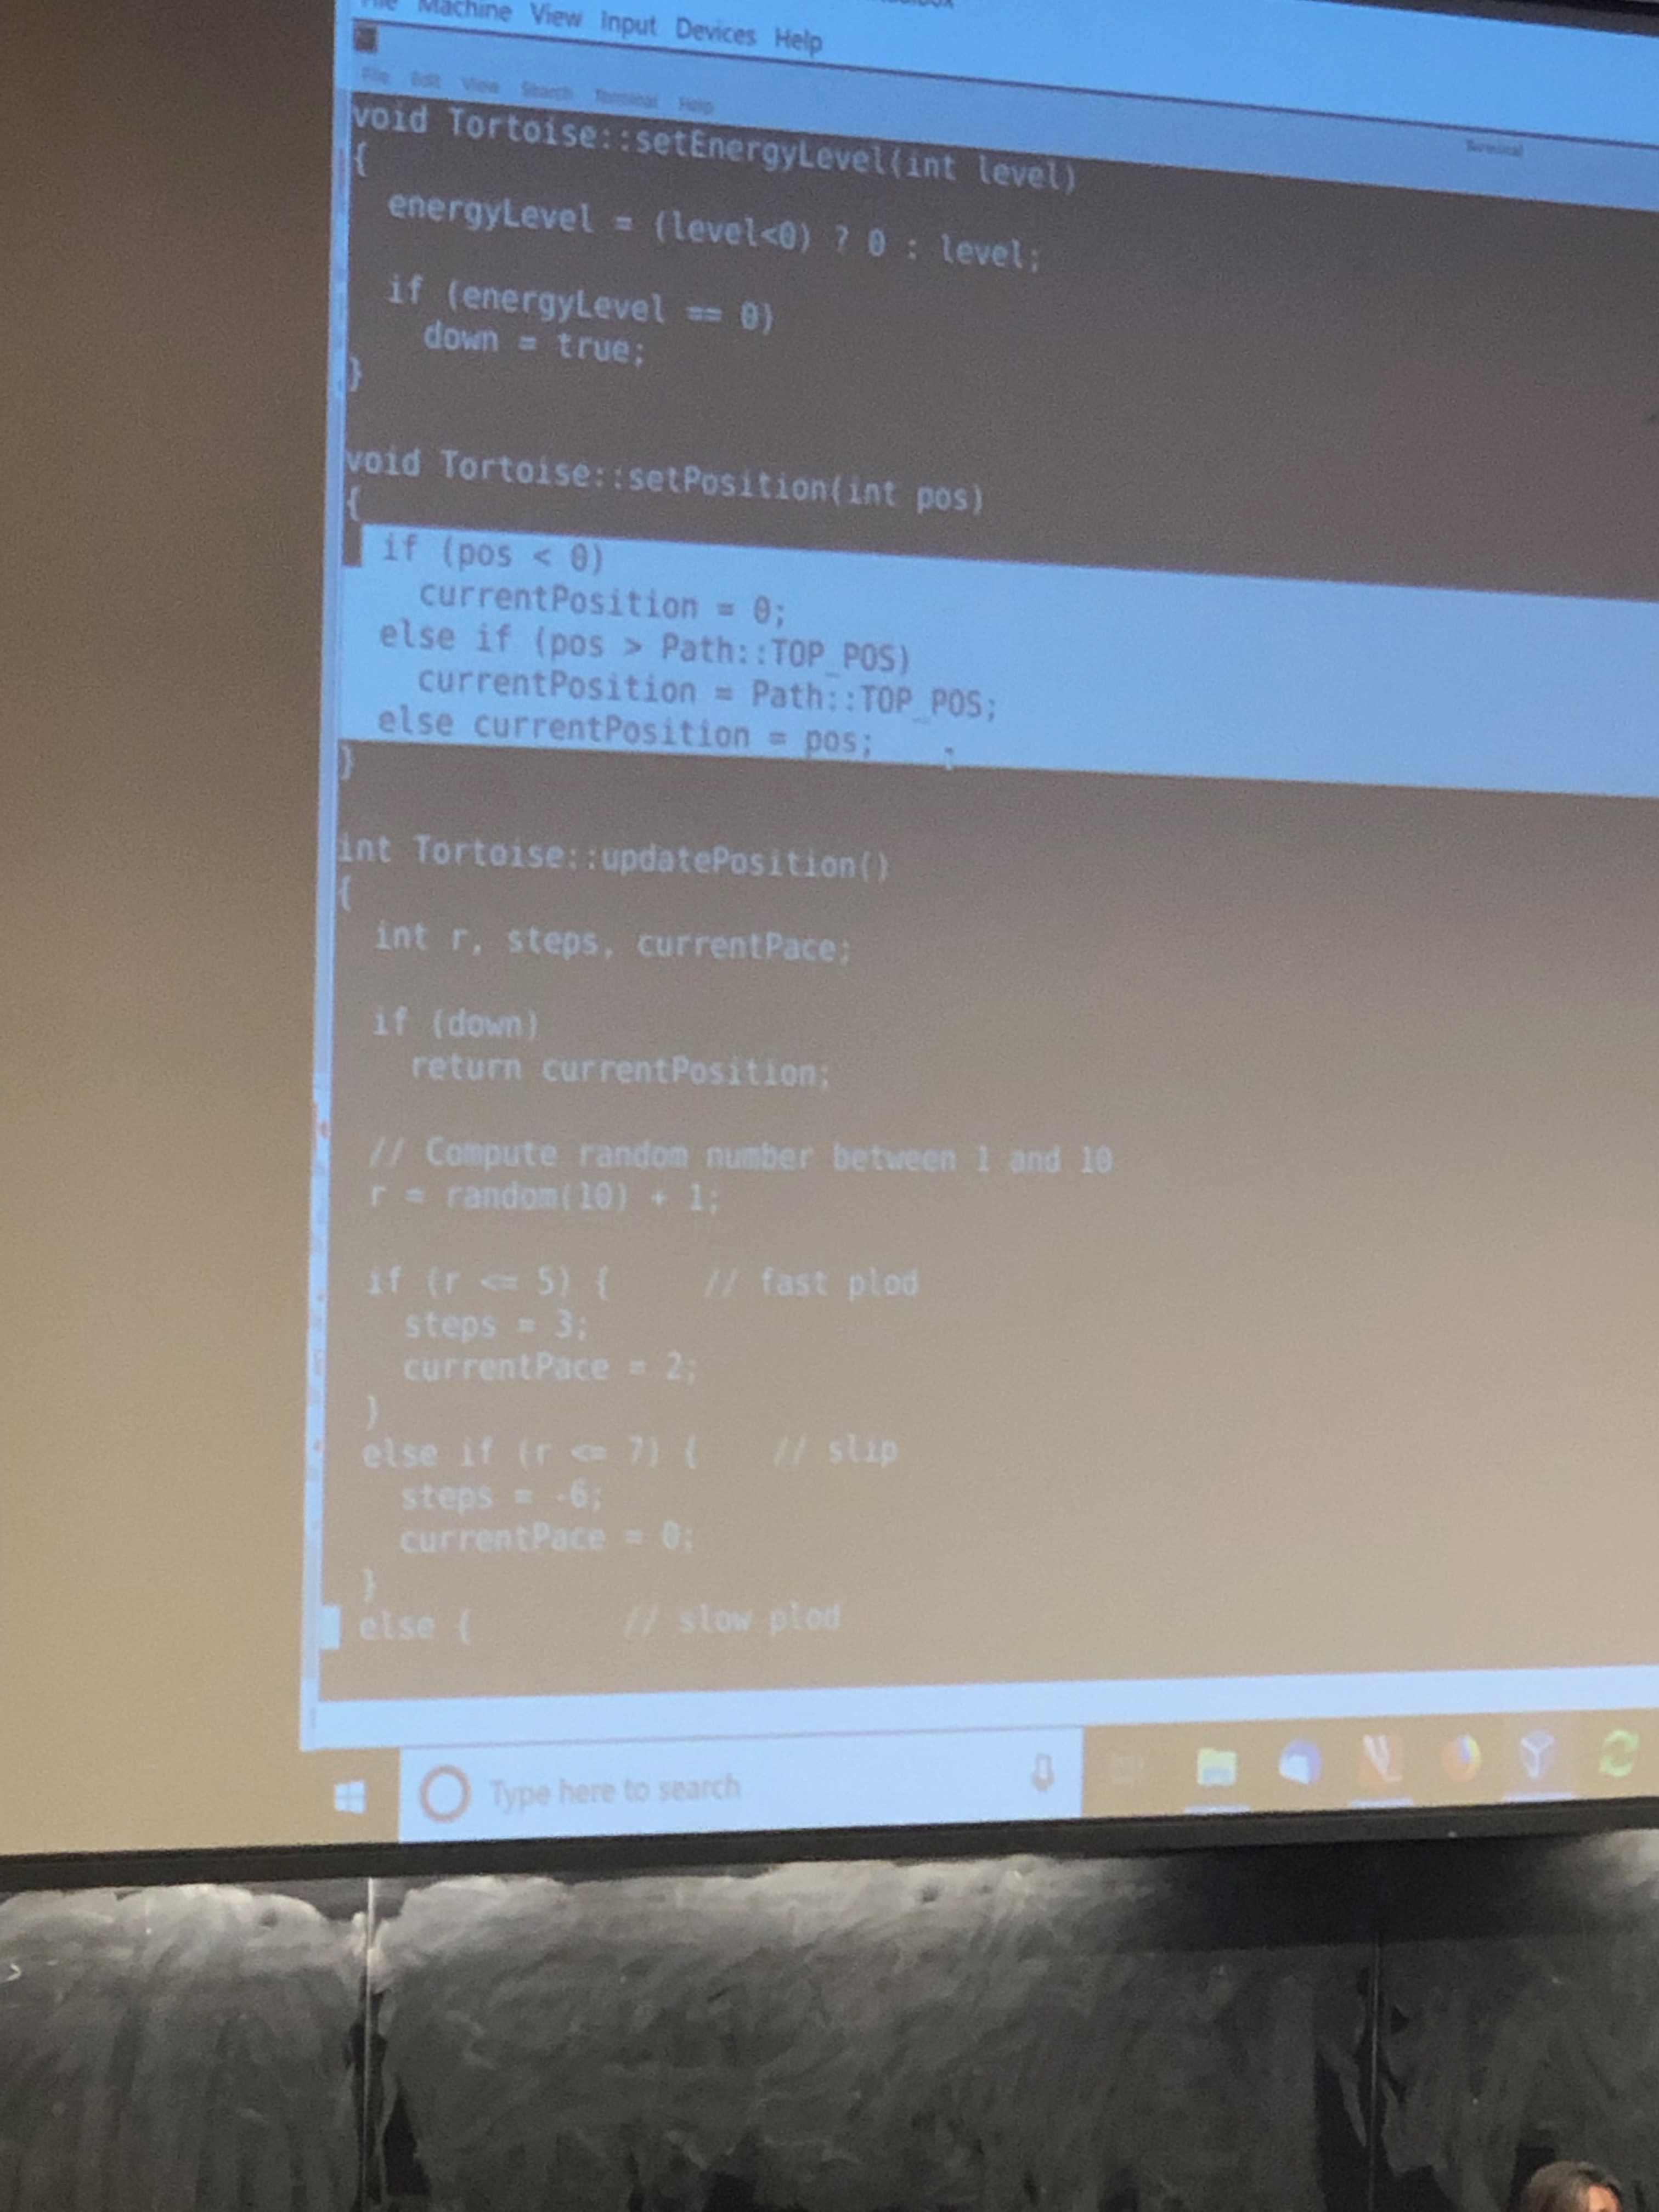 Machine View Input Devices Help
File Edit View Search Terminal Help
Terminal
void Tortoise::setEnergyLevel(int level)
{
  energyLevel = (level<0) ? 0 : level;

  if (energyLevel == 0)
    down = true;
}

void Tortoise::setPosition(int pos)
{
  if (pos < 0)
    currentPosition = 0;
  else if (pos > Path::TOP_POS)
    currentPosition = Path::TOP_POS;
  else currentPosition = pos;
}

int Tortoise::updatePosition()
{
  int r, steps, currentPace;

  if (down)
    return currentPosition;

  // Compute random number between 1 and 10
  r = random(10) + 1;

  if (r <= 5) {     // fast plod
    steps = 3;
    currentPace = 2;
  }
  else if (r <= 7) {    // slip
    steps = -6;
    currentPace = 0;
  }
  else {        // slow plod
Type here to search